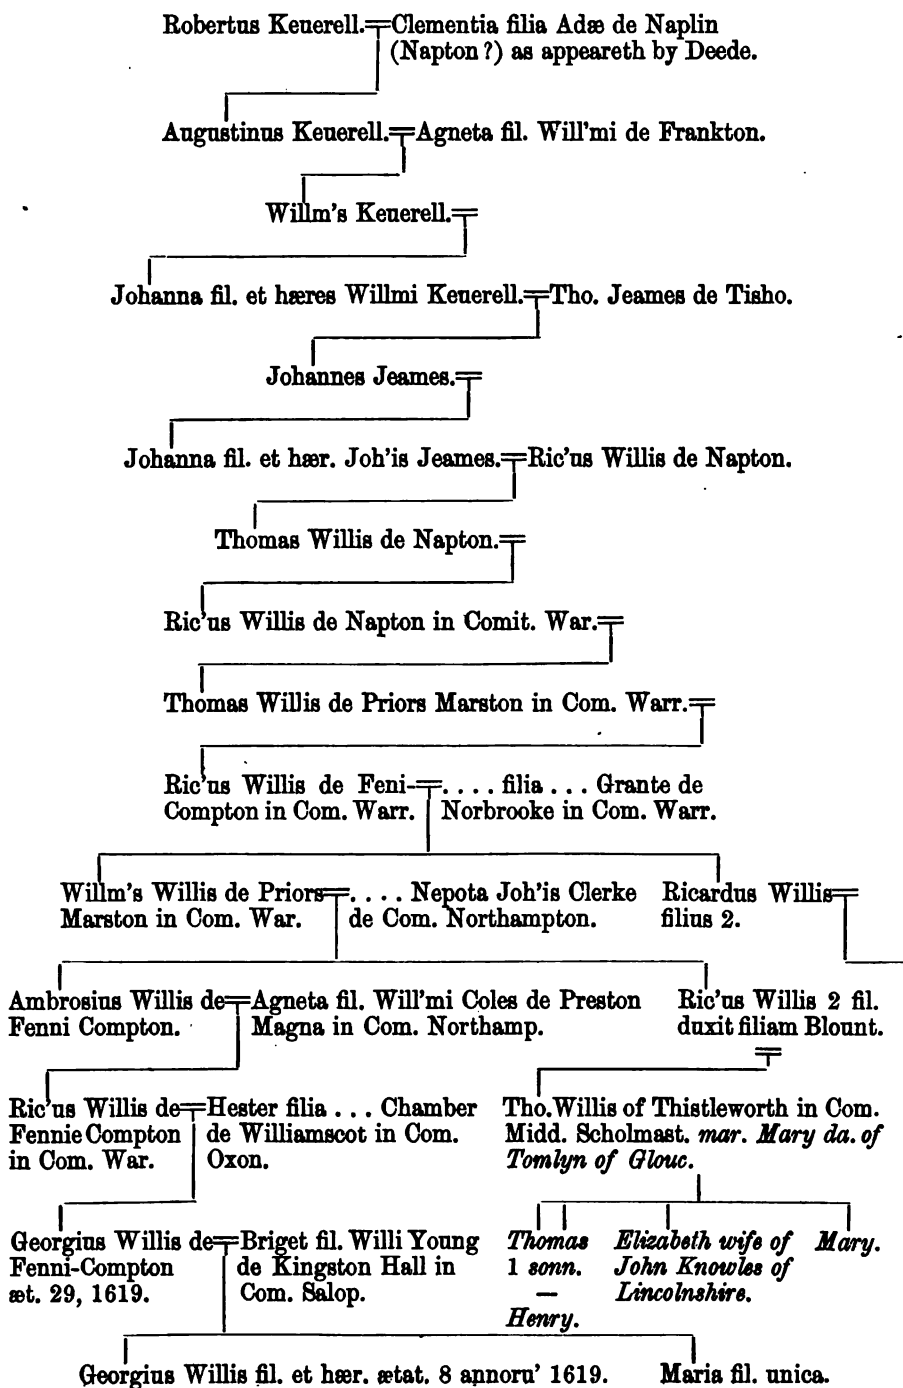 Robertus Keuerell.=Clementia filia Adæ de Naplin
(Napton?) as appeareth by Deede.
Augustinus Keuerell.=Agneta fil. Will'mi de Frankton.
Willm's Keuerell.=
Johanna fil. et hæres Willmi Keuerell.=Tho. Jeames de Tisho.
Johannes Jeames.=
Johanna fil. et hær. Joh'is Jeames.=Ric'us Willis de Napton.
Thomas Willis de Napton.=
Ric'us Willis de Napton in Comit. War.=
Thomas Willis de Priors Marston in Com. Warr.=
Ric'us Willis de Feni-=.... filia ... Grante de
Compton in Com. Warr. Norbrooke in Com. Warr.
Willm's Willis de Priors=.... Nepota Joh'is Clerke Ricardus Willis=
Marston in Com. War. de Com. Northampton. filius 2.
Ambrosius Willis de=Agneta fil. Will'mi Coles de Preston Ric'us Willis 2 fil.
Fenni Compton. Magna in Com. Northamp. duxit filiam Blount.
=
Ric'us Willis de=Hester filia ... Chamber Tho. Willis of Thistleworth in Com.
Fennie Compton de Williamscot in Com. Midd. Scholmast. mar. Mary da. of
in Com. War. Oxon. Tomlyn of Glouc.
Georgius Willis de=Briget fil. Willi Young Thomas Elizabeth wife of Mary.
Fenni-Compton de Kingston Hall in 1 sonn. John Knowles of
æt. 29, 1619. Com. Salop. — Lincolnshire.
Henry.
Georgius Willis fil. et hær. ætat. 8 annoru' 1619. Maria fil. unica.